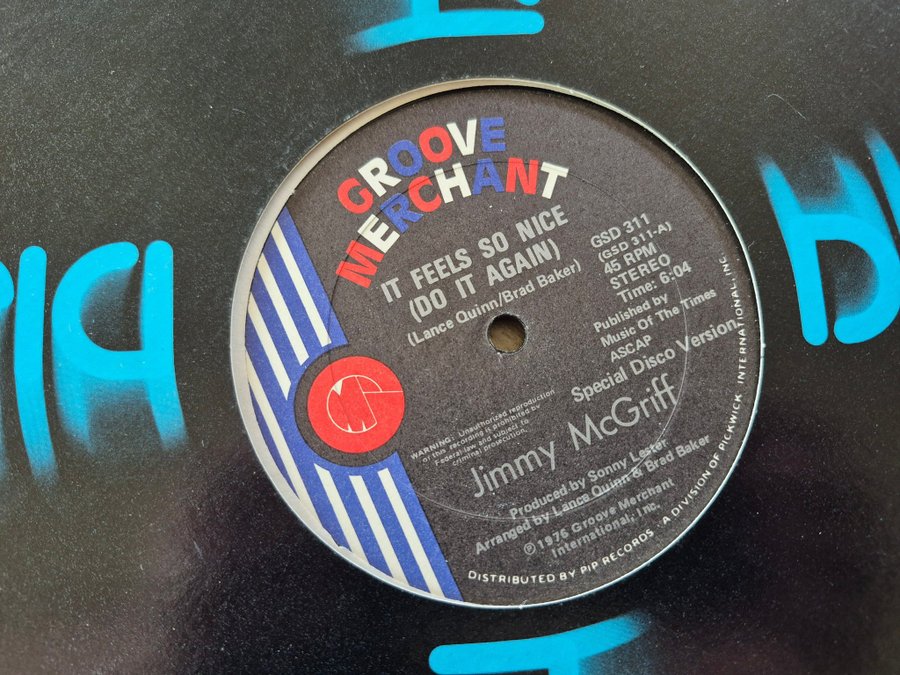 GROOVE
MERCHANT
IT FEELS SO NICE
(DO IT AGAIN)
(Lance Quinn/Brad Baker)
GSD 311
(GSD 311-A)
45 RPM
STEREO
Time: 6:04
Published by
Music Of The Times
ASCAP
Special Disco Version
WARNING: Unauthorized reproduction
of this recording is prohibited by
Federal law and subject to
criminal prosecution.
Jimmy McGriff
Produced by Sonny Lester
Arranged by Lance Quinn & Brad Baker
℗ 1976 Groove Merchant
International, Inc.
DISTRIBUTED BY PIP RECORDS - A DIVISION OF PICKWICK INTERNATIONAL, INC.